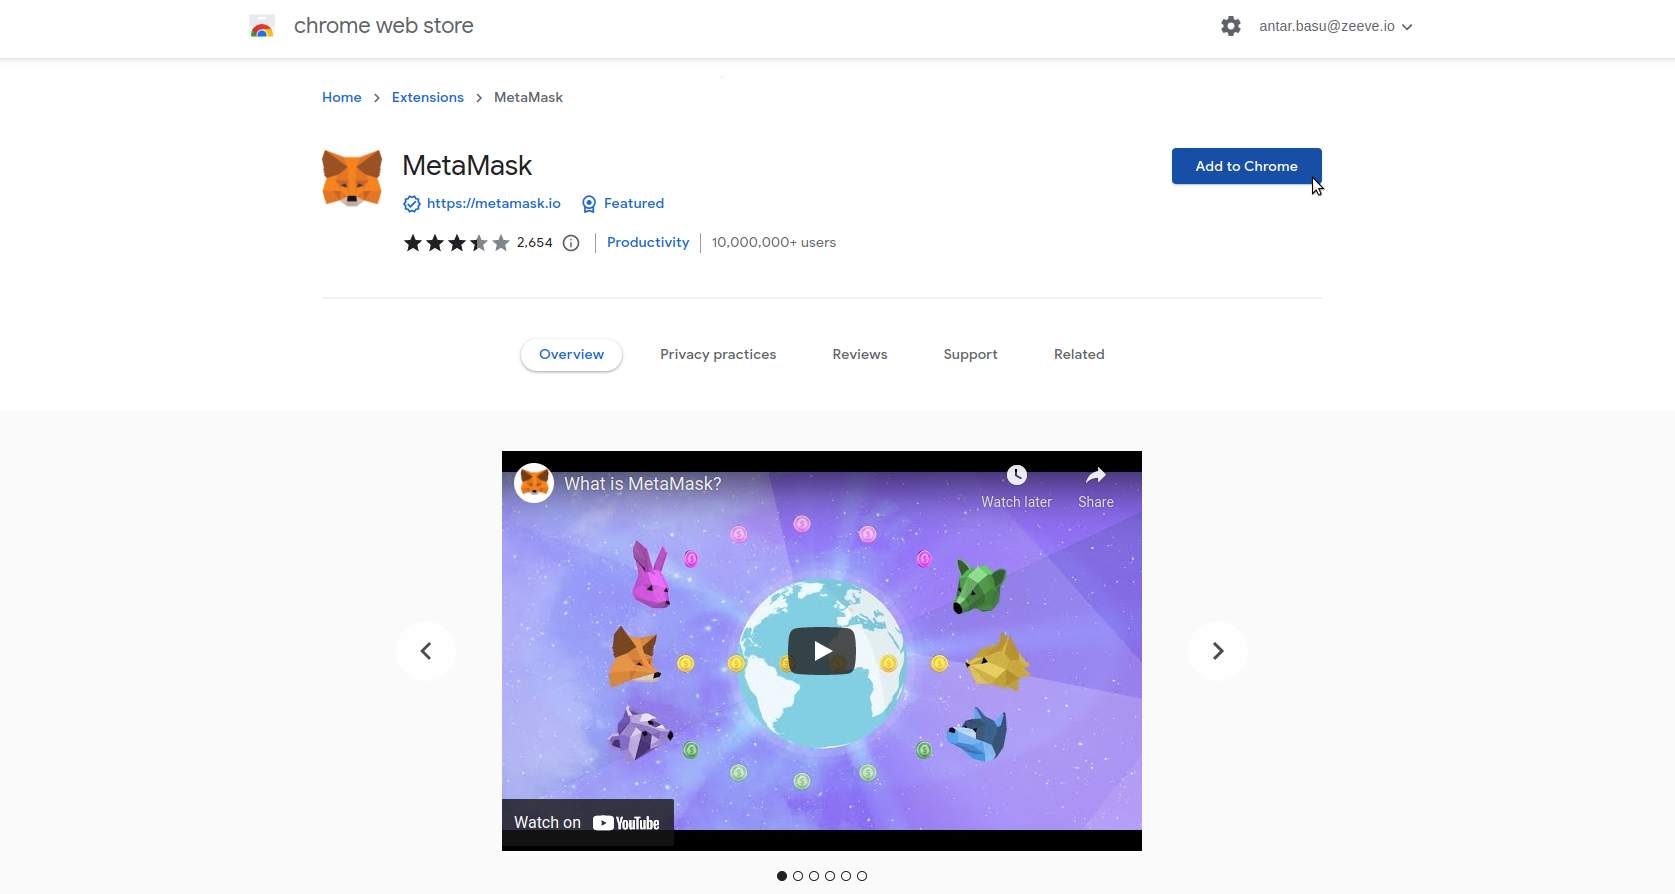 chrome web store
antar.basu@zeeve.io
Home > Extensions > MetaMask
MetaMask
Add to Chrome
https://metamask.io Featured
2,654 Productivity 10,000,000+ users
Overview Privacy practices Reviews Support Related
What is MetaMask?
Watch later Share
Watch on YouTube